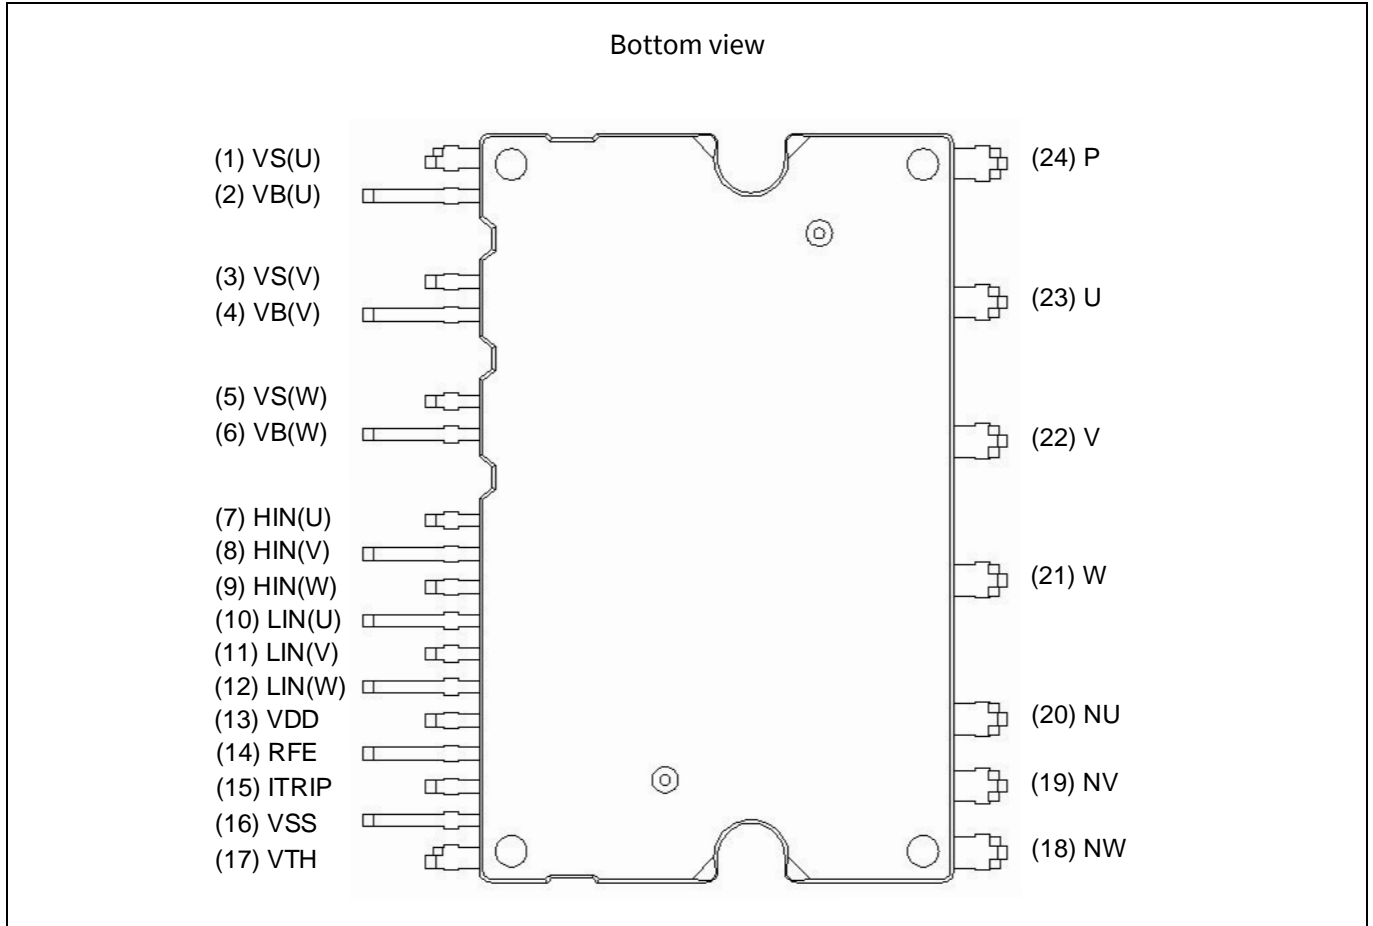 Bottom view
(1) VS(U)
(2) VB(U)
(3) VS(V)
(4) VB(V)
(5) VS(W)
(6) VB(W)
(7) HIN(U)
(8) HIN(V)
(9) HIN(W)
(10) LIN(U)
(11) LIN(V)
(12) LIN(W)
(13) VDD
(14) RFE
(15) ITRIP
(16) VSS
(17) VTH
(24) P
(23) U
(22) V
(21) W
(20) NU
(19) NV
(18) NW